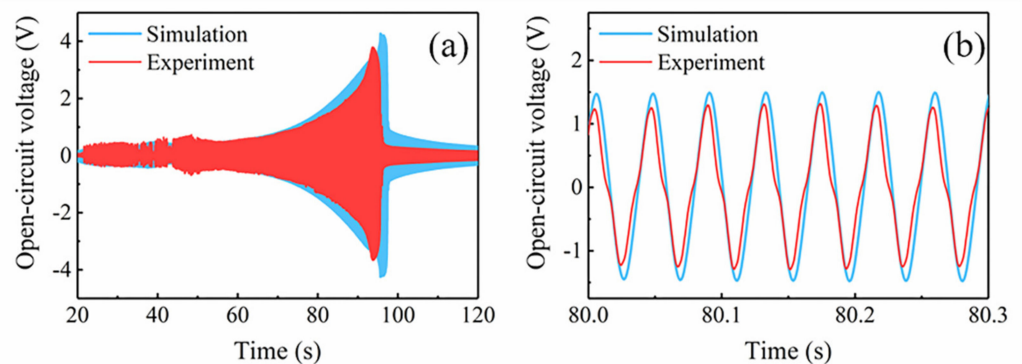 Open-circuit voltage (V)
4
2
0
-2
-4
Simulation
Experiment
(a)
20 40 60 80 100 120
Time (s)
Open-circuit voltage (V)
2
1
0
-1
Simulation
Experiment
(b)
80.0 80.1 80.2 80.3
Time (s)